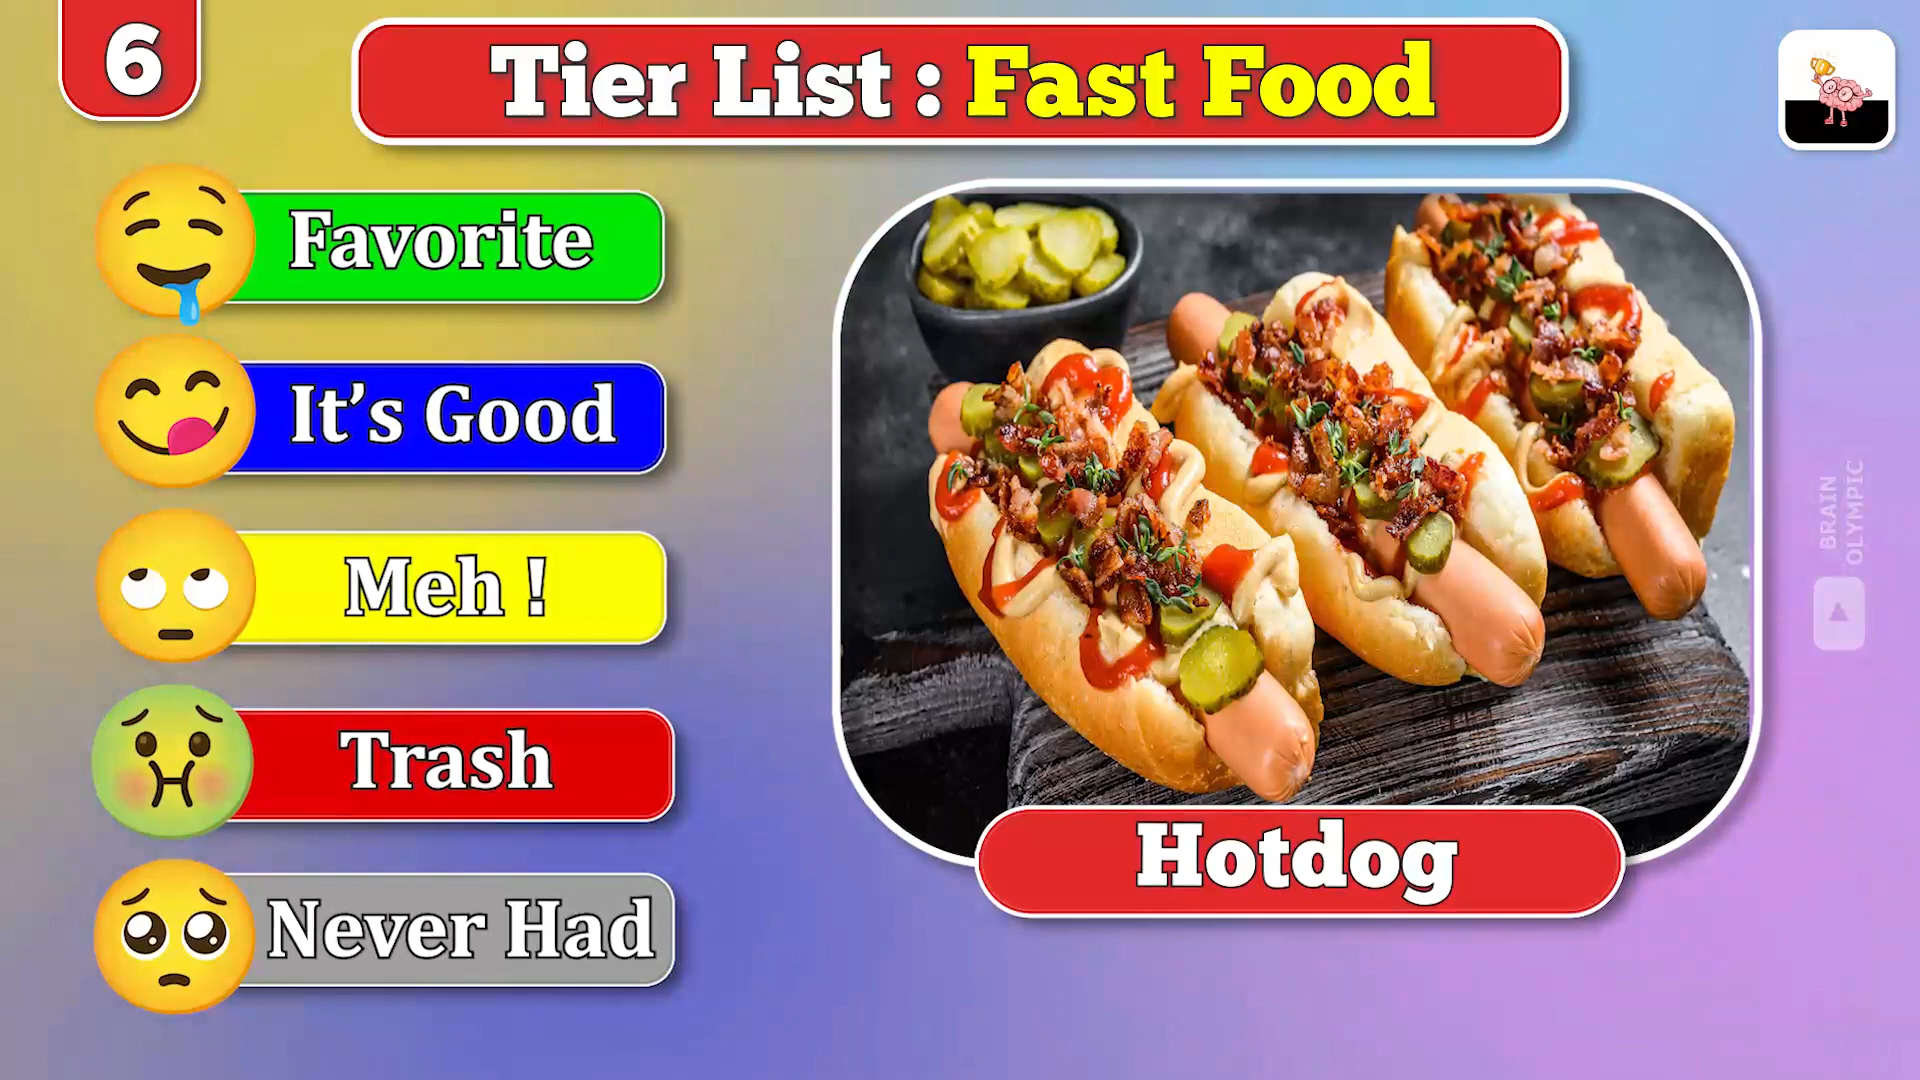 6
Tier List : Fast Food
Favorite
It's Good
Meh !
Trash
Never Had
Hotdog
BRAIN
OLYMPIC